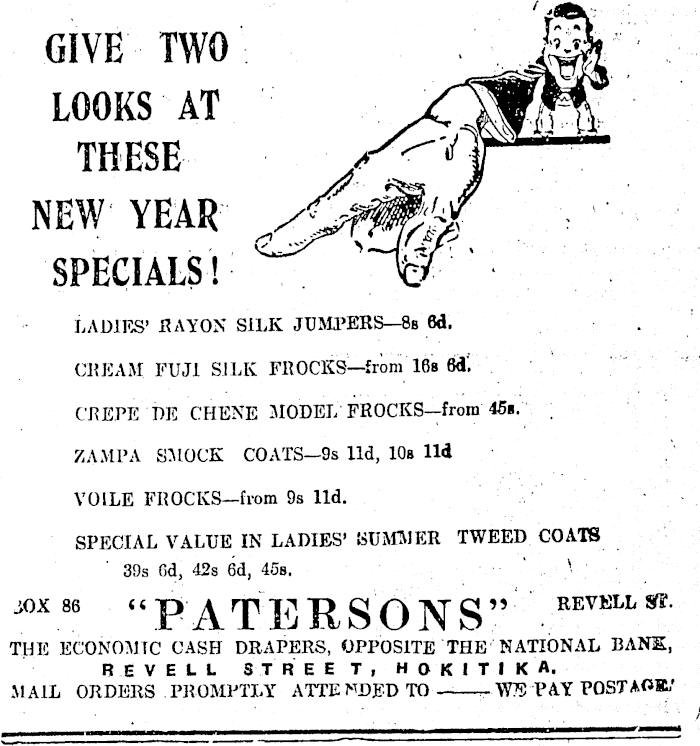 GIVE TWO
LOOKS AT
THESE
NEW YEAR
SPECIALS!
LADIES' RAYON SILK JUMPERS—8s 6d.
CREAM FUJI SILK FROCKS—from 16s 6d.
CREPE DE CHENE MODEL FROCKS—from 45s.
ZAMPA SMOCK COATS—9s 11d, 10s 11d
VOILE FROCKS—from 9s 11d.
SPECIAL VALUE IN LADIES' SUMMER TWEED COATS
39s 6d, 42s 6d, 45s.
BOX 86 "PATERSONS" REVELL ST.
THE ECONOMIC CASH DRAPERS, OPPOSITE THE NATIONAL BANK,
REVELL STREET, HOKITIKA.
MAIL ORDERS PROMPTLY ATTENDED TO —— WE PAY POSTAGE.